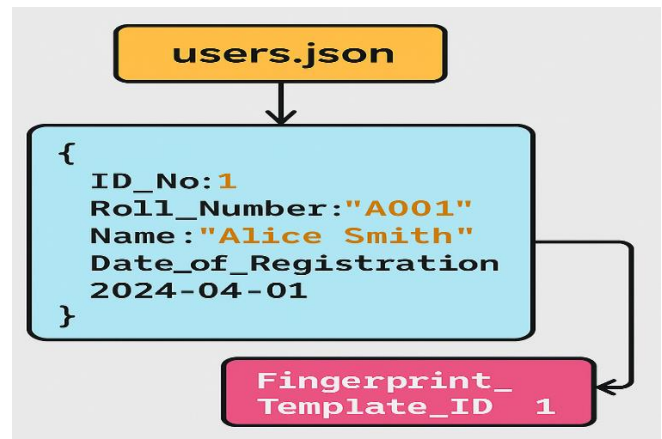 users.json
{
ID_No:1
Roll_Number:"A001"
Name:"Alice Smith"
Date_of_Registration
2024-04-01
}
Fingerprint_
Template_ID 1